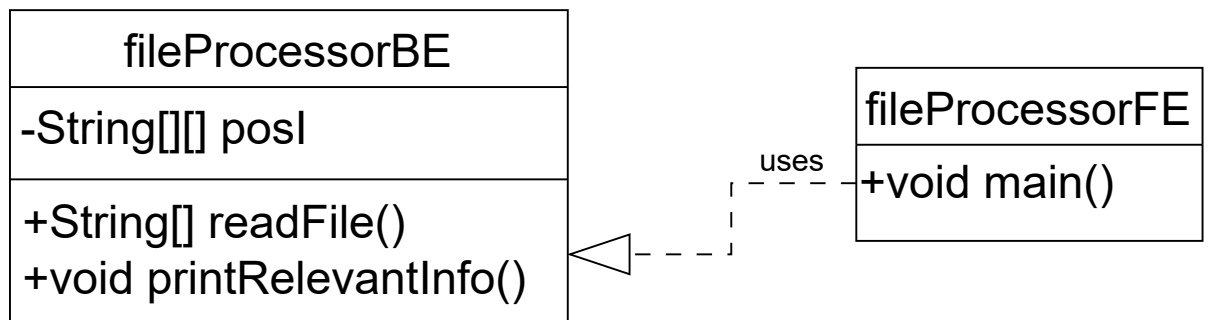 fileProcessorBE
-String[][] posI
+String[] readFile()
+void printRelevantInfo()
uses
fileProcessorFE
+void main()